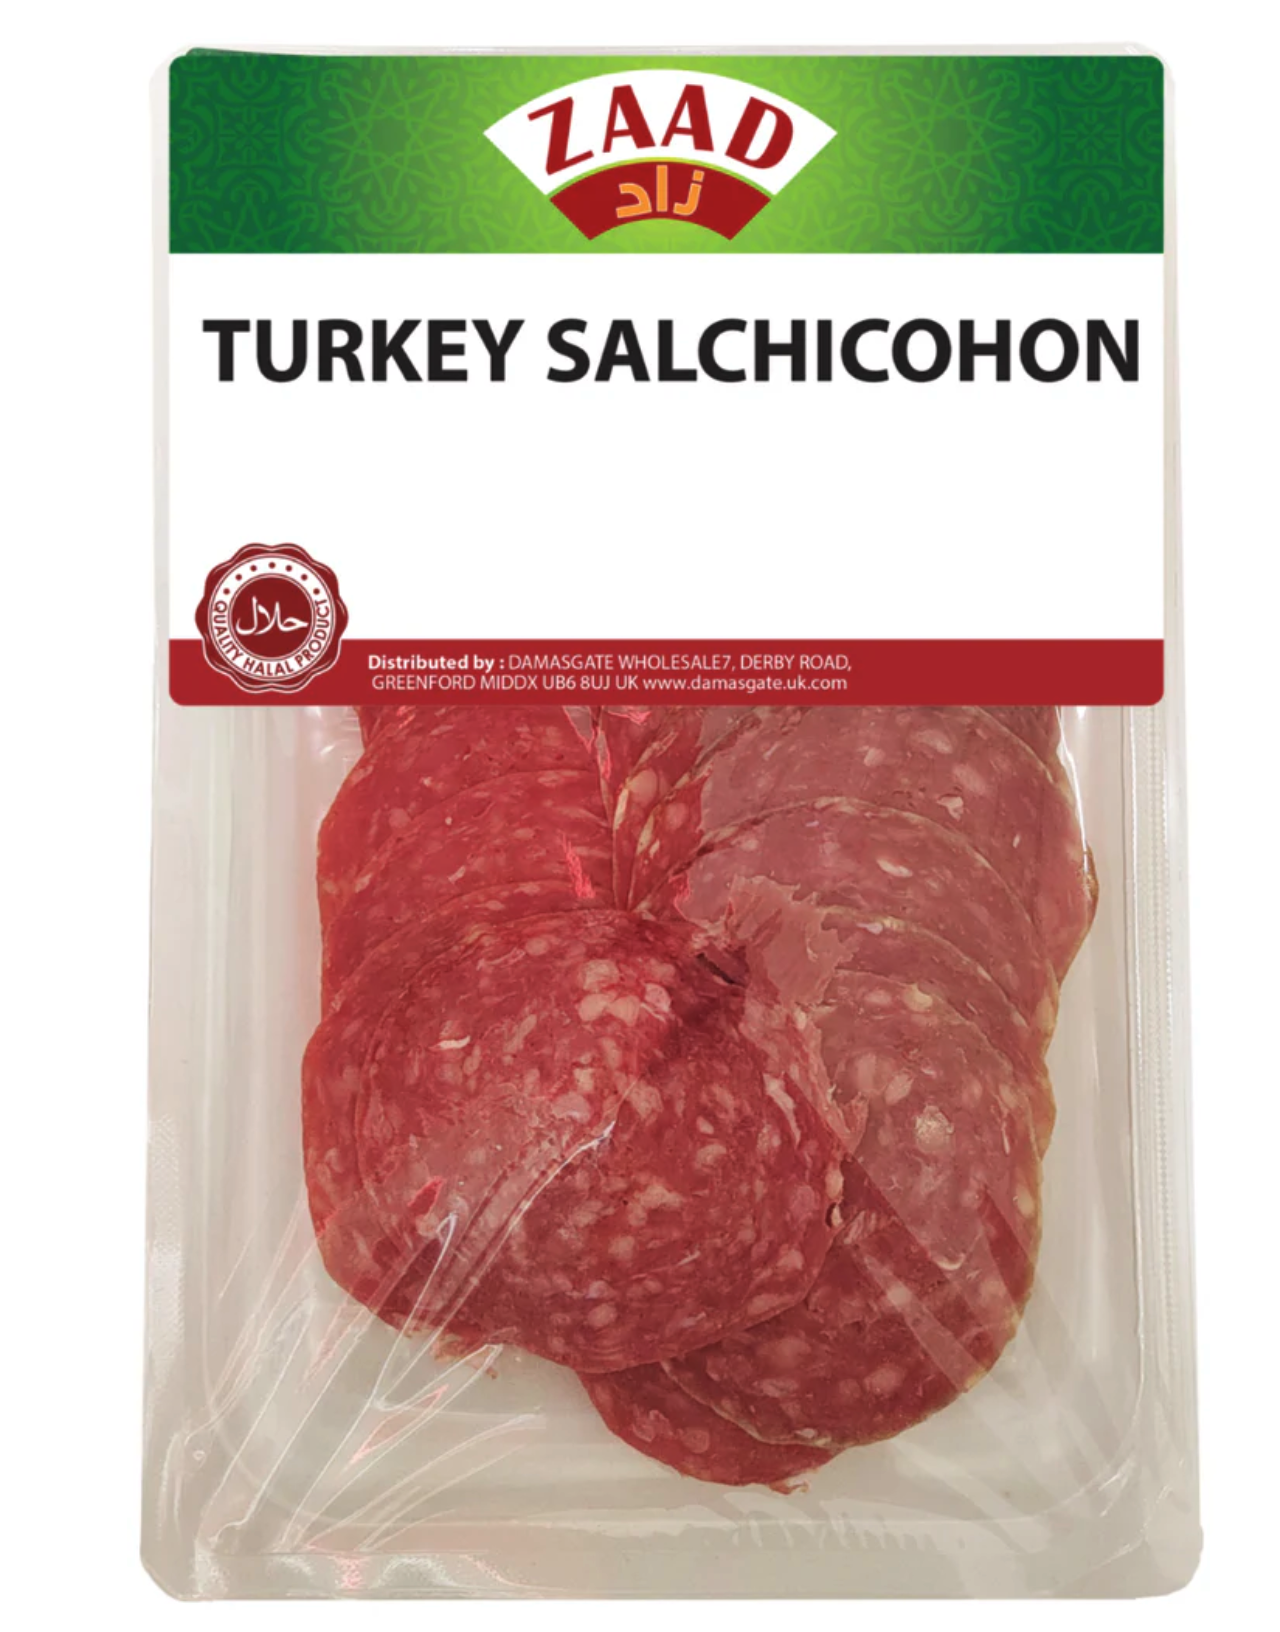 ZAAD
زاد
TURKEY SALCHICOHON
حلال
QUALITY HALAL PRODUCT
Distributed by : DAMASGATE WHOLESALE7, DERBY ROAD,
GREENFORD MIDDX UB6 8UJ UK www.damasgate.uk.com